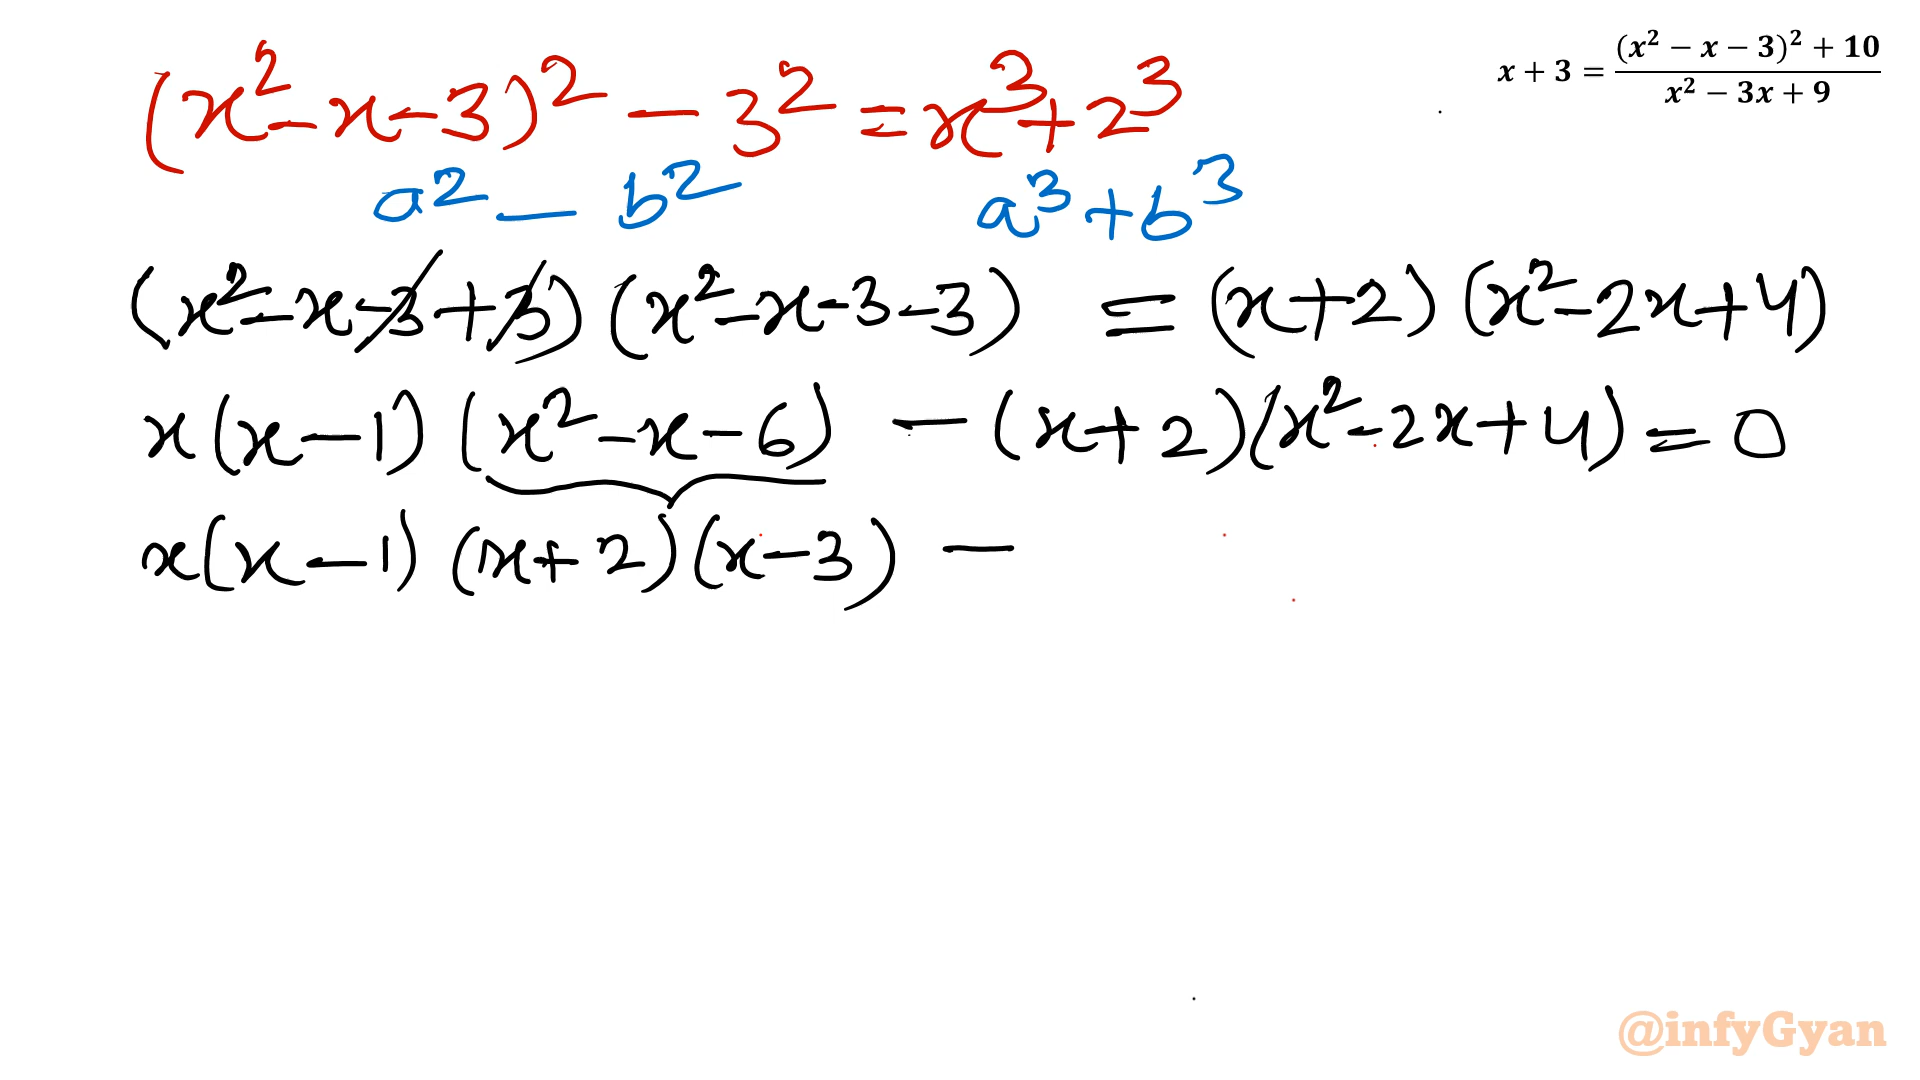 x + 3 = ((x² − x − 3)² + 10) / (x² − 3x + 9)
(x²-x-3)² - 3² = x³+2³
a² - b² a³+b³
(x²-x-3+3)(x²-x-3-3) = (x+2)(x²-2x+4)
x(x-1)(x²-x-6) - (x+2)(x²-2x+4)=0
x(x-1)(x+2)(x-3) -
@infyGyan